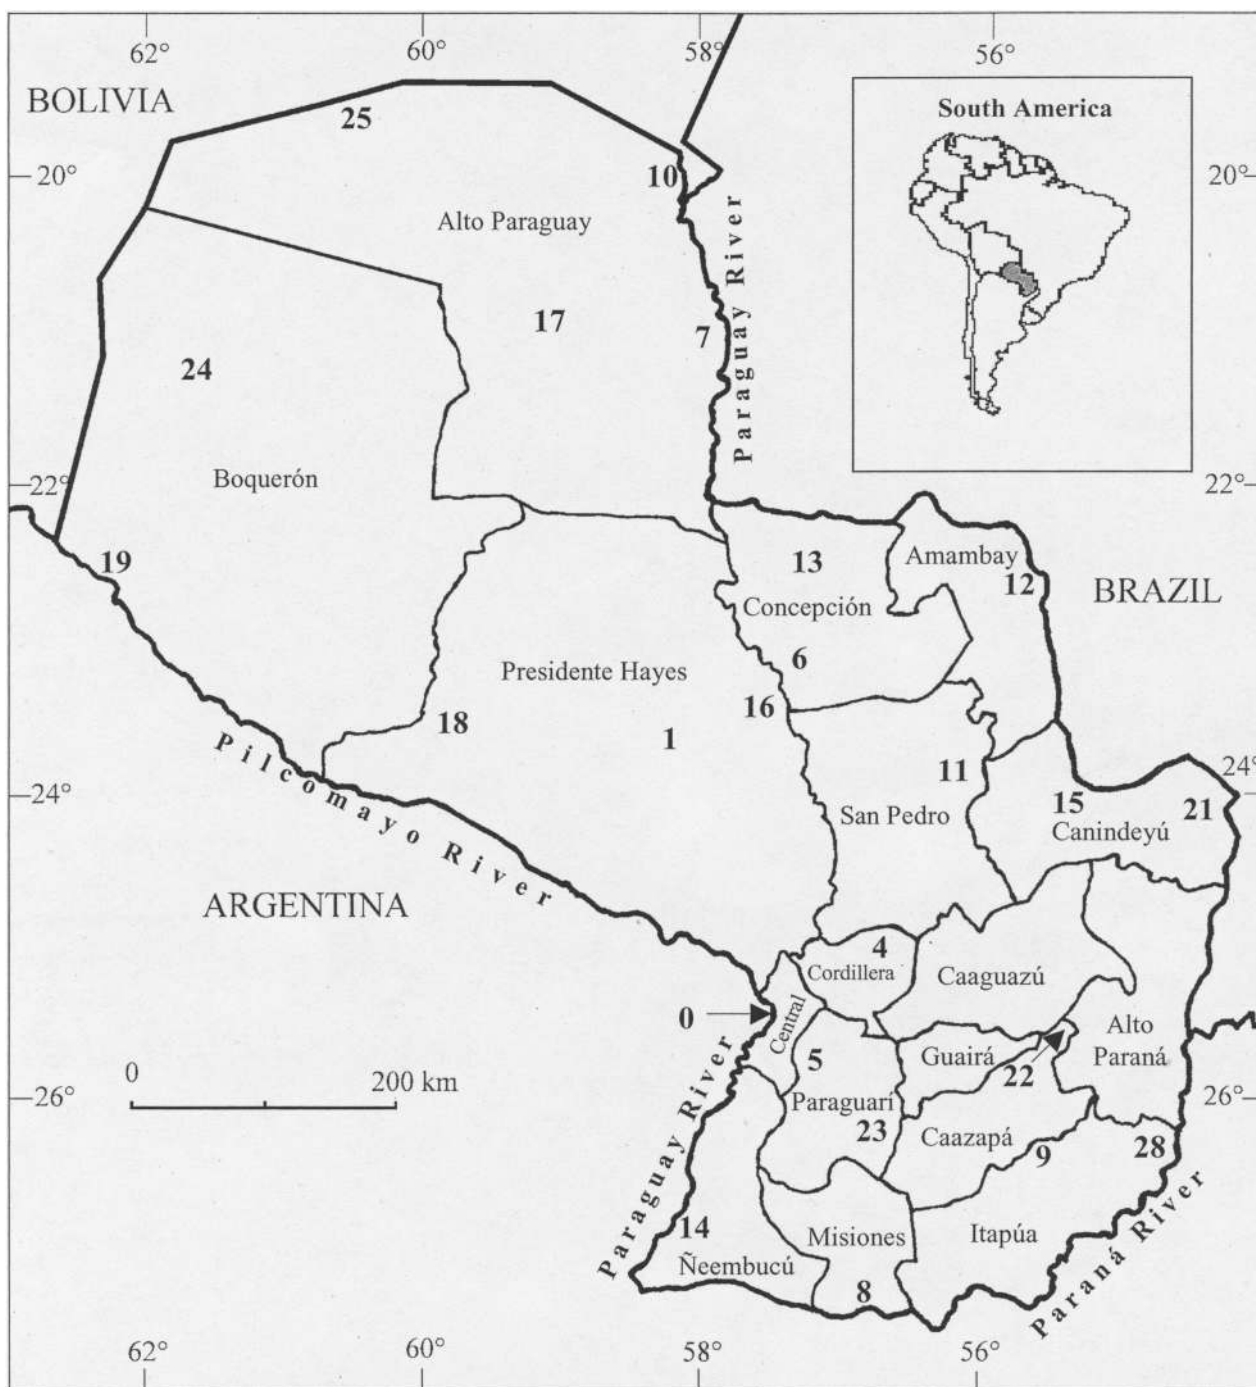 62°
60°
58°
56°
BOLIVIA
25
South America
20°
10
20°
Alto Paraguay
Paraguay River
17
7
24
Boquerón
22°
22°
19
13
Amambay
12
BRAZIL
Concepción
6
Presidente Hayes
16
18
1
11
24°
24°
15
21
San Pedro
Canindeyú
Pilcomayo River
ARGENTINA
4
Cordillera
Caaguazú
0
Central
Alto
Paraná
5
Guairá
22
0
200 km
26°
26°
Paraguarí
23
Caazapá
9
28
Paraguay River
14
Misiones
Itapúa
Ñeembucú
8
Paraná River
62°
60°
58°
56°